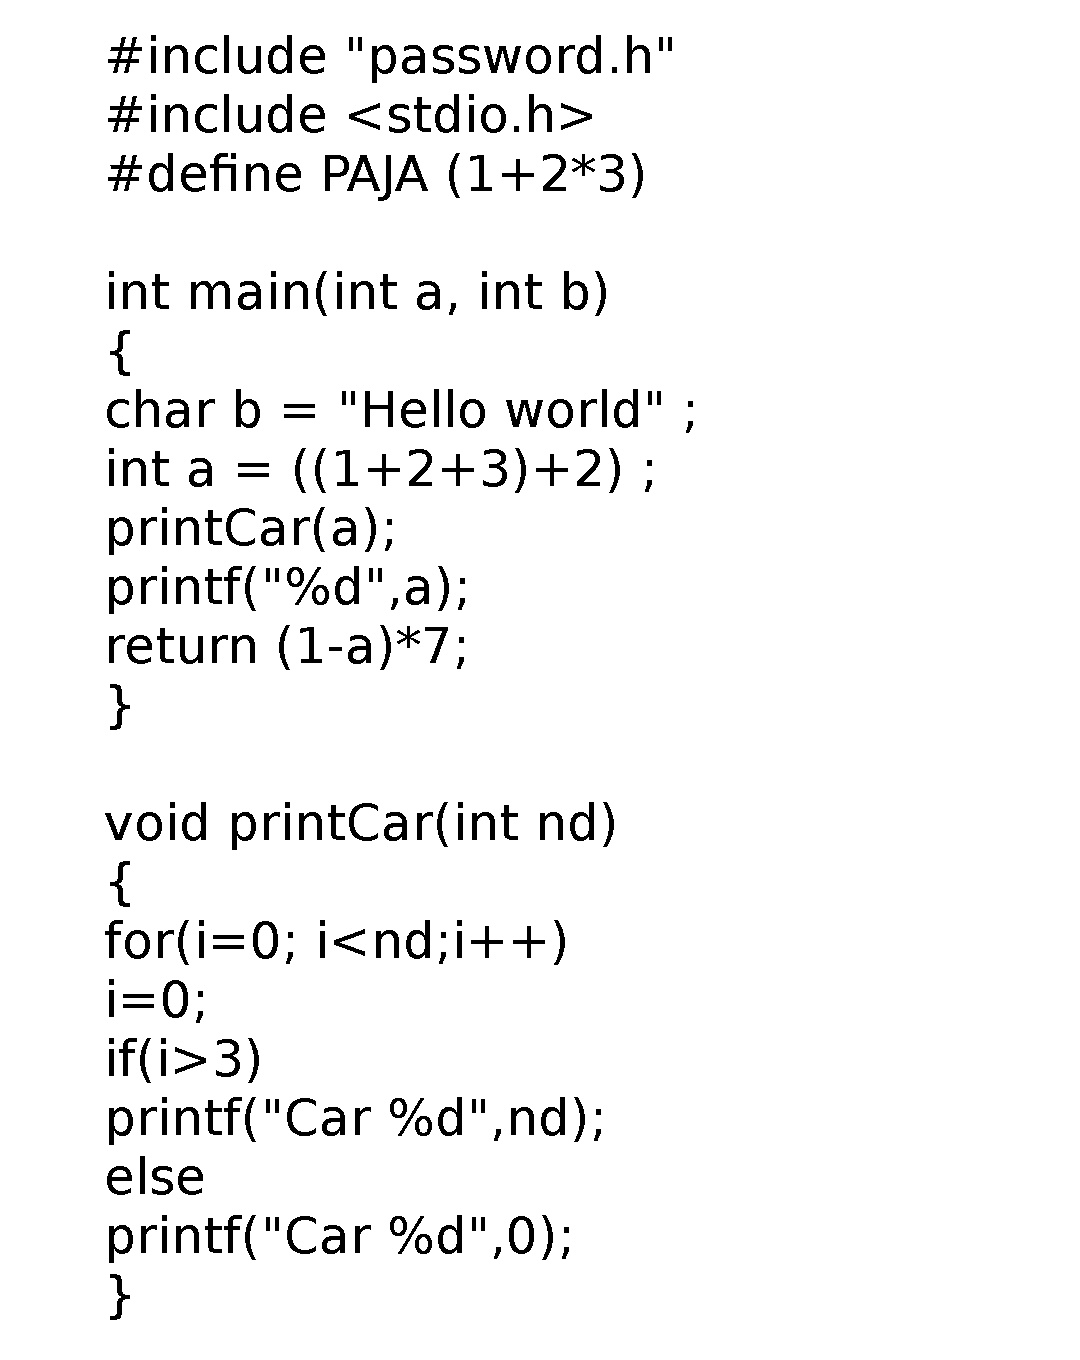 #include "password.h"
#include <stdio.h>
#define PAJA (1+2*3)
int main(int a, int b)
{
char b = "Hello world" ;
int a = ((1+2+3)+2) ;
printCar(a);
printf("%d",a);
return (1-a)*7;
}
void printCar(int nd)
{
for(i=0; i<nd;i++)
i=0;
if(i>3)
printf("Car %d",nd);
else
printf("Car %d",0);
}